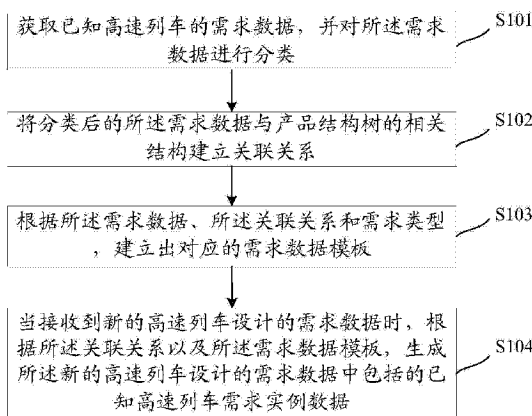 获取已知高速列车的需求数据，并对所述需求
数据进行分类
S101
将分类后的所述需求数据与产品结构树的相关
结构建立关联关系
S102
根据所述需求数据、所述关联关系和需求类型
，建立出对应的需求数据模板
S103
当接收到新的高速列车设计的需求数据时，根
据所述关联关系以及所述需求数据模板，生成
所述新的高速列车设计的需求数据中包括的已
知高速列车需求实例数据
S104